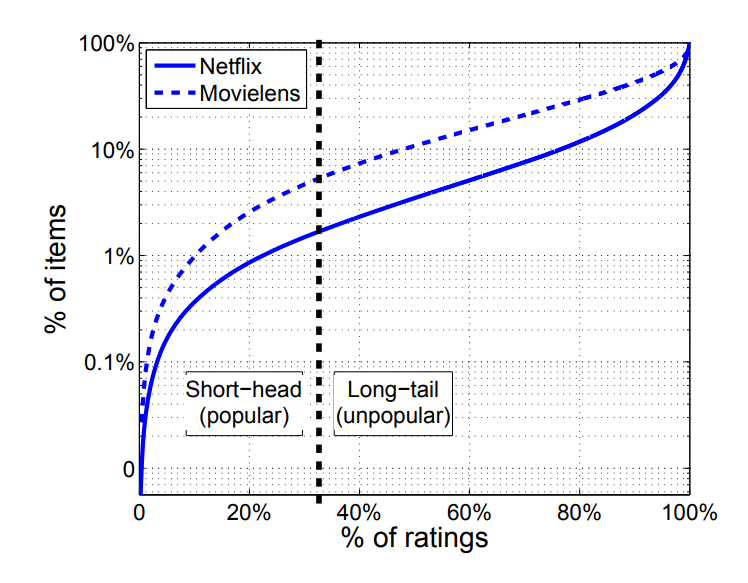 100%
Netflix
Movielens
10%
1%
0.1%
0
% of items
Short-head
(popular)
Long-tail
(unpopular)
0 20% 40% 60% 80% 100%
% of ratings